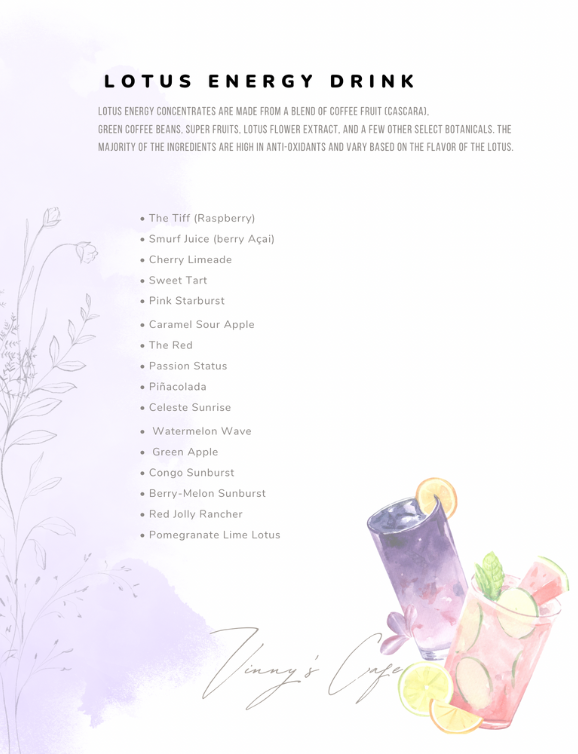 LOTUS ENERGY DRINK
LOTUS ENERGY CONCENTRATES ARE MADE FROM A BLEND OF COFFEE FRUIT (CASCARA),
GREEN COFFEE BEANS, SUPER FRUITS, LOTUS FLOWER EXTRACT, AND A FEW OTHER SELECT BOTANICALS. THE
MAJORITY OF THE INGREDIENTS ARE HIGH IN ANTI-OXIDANTS AND VARY BASED ON THE FLAVOR OF THE LOTUS.
• The Tiff (Raspberry)
• Smurf Juice (berry Açai)
• Cherry Limeade
• Sweet Tart
• Pink Starburst
• Caramel Sour Apple
• The Red
• Passion Status
• Piñacolada
• Celeste Sunrise
• Watermelon Wave
• Green Apple
• Congo Sunburst
• Berry-Melon Sunburst
• Red Jolly Rancher
• Pomegranate Lime Lotus
Vinny's Cafe